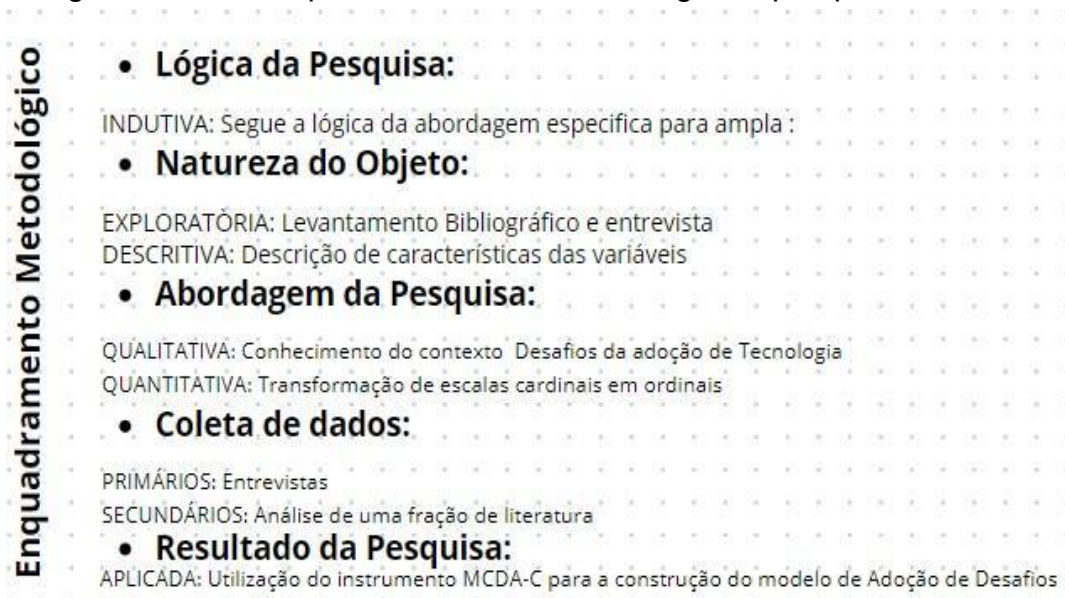 Enquadramento Metodológico
• Lógica da Pesquisa:
INDUTIVA: Segue a lógica da abordagem especifica para ampla :
• Natureza do Objeto:
EXPLORATÓRIA: Levantamento Bibliográfico e entrevista
DESCRITIVA: Descrição de características das variáveis
• Abordagem da Pesquisa:
QUALITATIVA: Conhecimento do contexto Desafios da adoção de Tecnologia
QUANTITATIVA: Transformação de escalas cardinais em ordinais
• Coleta de dados:
PRIMÁRIOS: Entrevistas
SECUNDÁRIOS: Análise de uma fração de literatura
• Resultado da Pesquisa:
APLICADA: Utilização do instrumento MCDA-C para a construção do modelo de Adoção de Desafios